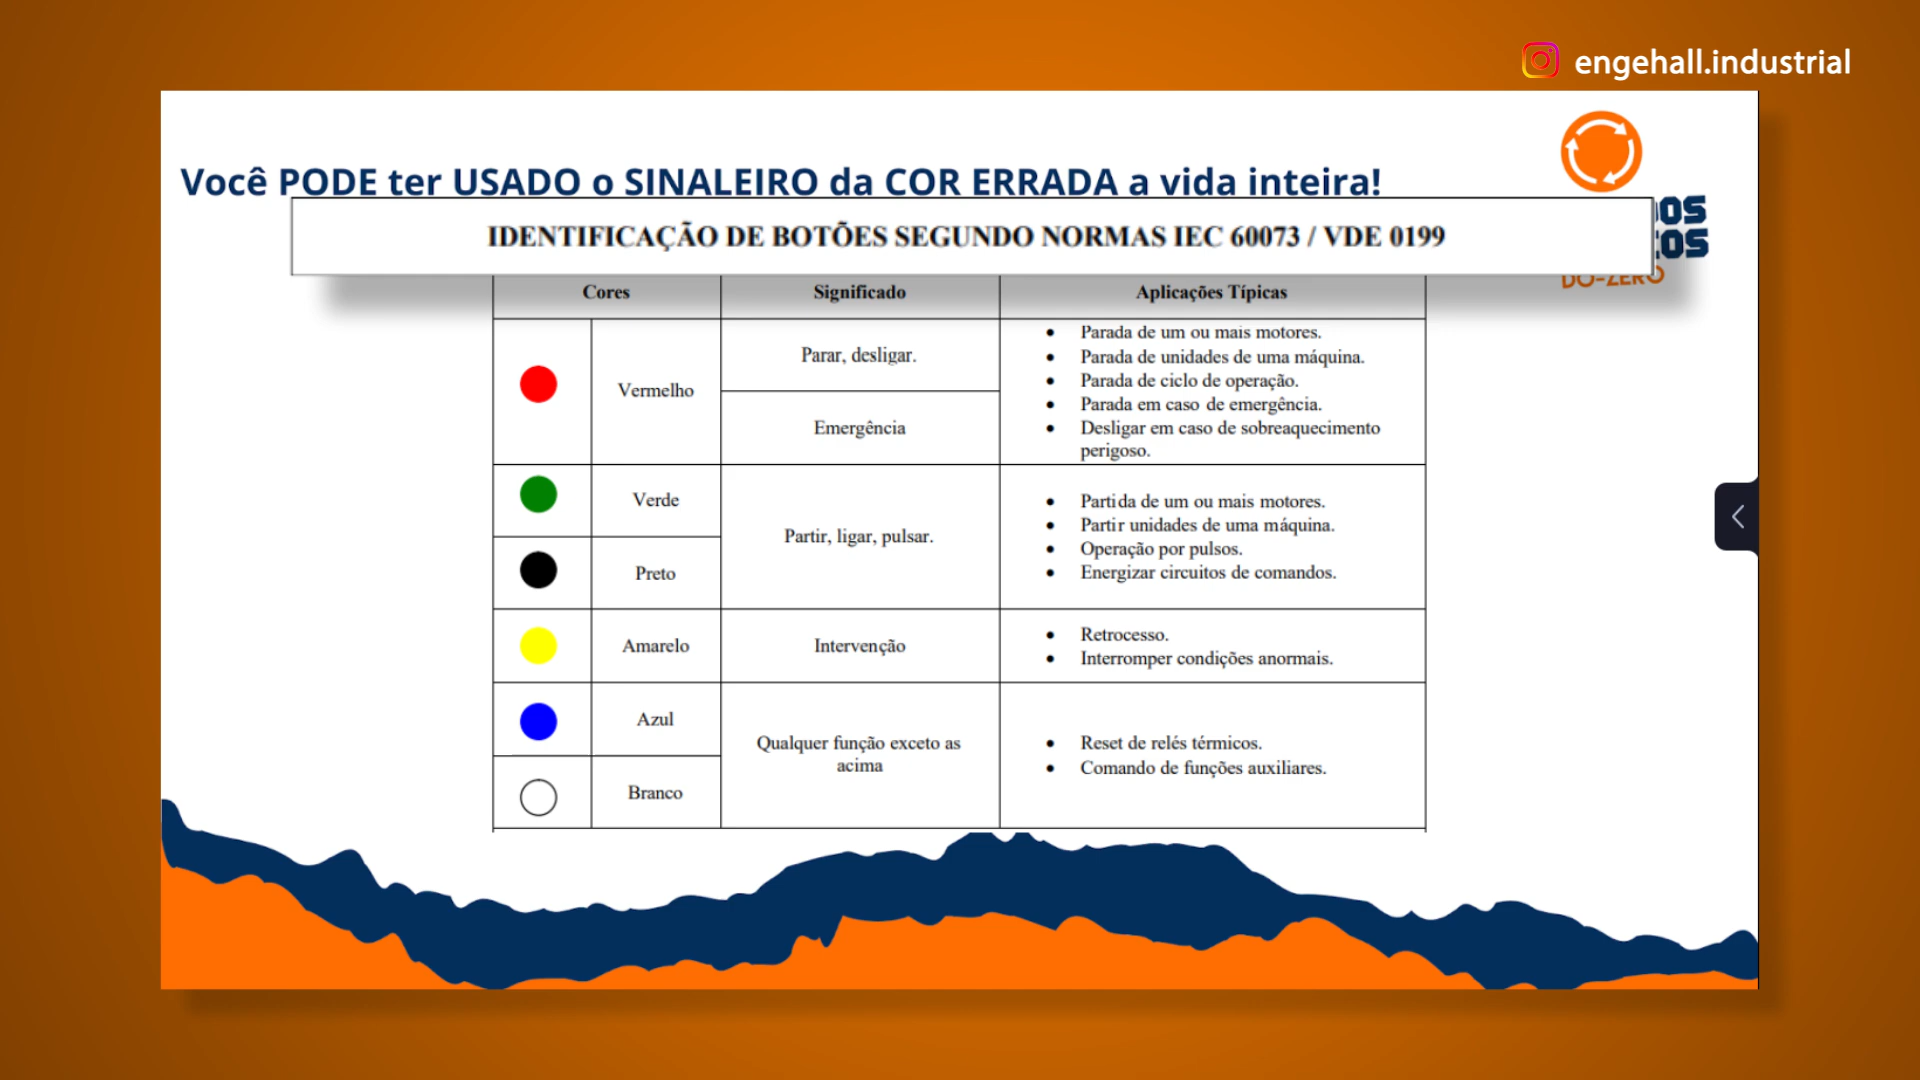 engehall.industrial
Você PODE ter USADO o SINALEIRO da COR ERRADA a vida inteira!
IDENTIFICAÇÃO DE BOTÕES SEGUNDO NORMAS IEC 60073 / VDE 0199
Cores
Significado
Aplicações Típicas
Vermelho
Parar, desligar.
Emergência
• Parada de um ou mais motores.
• Parada de unidades de uma máquina.
• Parada de ciclo de operação.
• Parada em caso de emergência.
• Desligar em caso de sobreaquecimento
perigoso.
Verde
Preto
Partir, ligar, pulsar.
• Partida de um ou mais motores.
• Partir unidades de uma máquina.
• Operação por pulsos.
• Energizar circuitos de comandos.
Amarelo
Intervenção
• Retrocesso.
• Interromper condições anormais.
Azul
Branco
Qualquer função exceto as
acima
• Reset de relés térmicos.
• Comando de funções auxiliares.
DO-ZERO